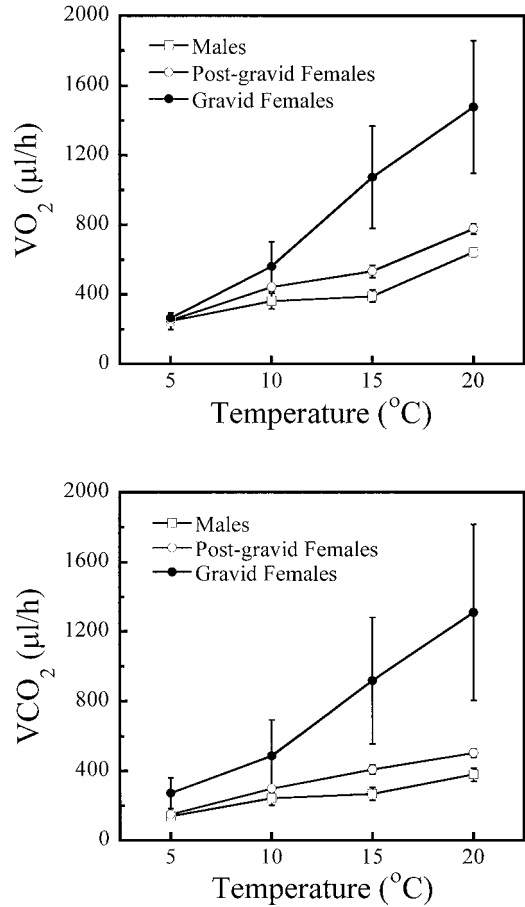 2000
1600
1200
800
400
0
VO2 (µl/h)
Males
Post-gravid Females
Gravid Females
5 10 15 20
Temperature (°C)
2000
1600
1200
800
400
0
VCO2 (µl/h)
Males
Post-gravid Females
Gravid Females
5 10 15 20
Temperature (°C)